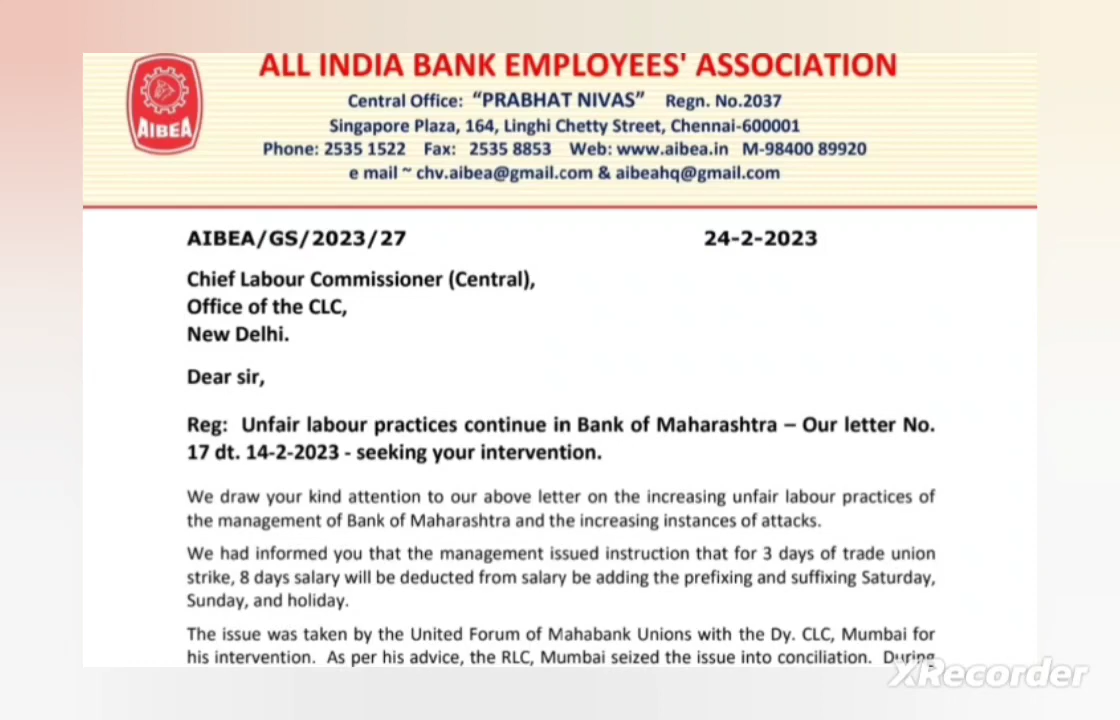 ALL INDIA BANK EMPLOYEES' ASSOCIATION
AIBEA
Central Office: “PRABHAT NIVAS” Regn. No.2037
Singapore Plaza, 164, Linghi Chetty Street, Chennai-600001
Phone: 2535 1522 Fax: 2535 8853 Web: www.aibea.in M-98400 89920
e mail ~ chv.aibea@gmail.com & aibeahq@gmail.com
AIBEA/GS/2023/27 24-2-2023
Chief Labour Commissioner (Central),
Office of the CLC,
New Delhi.
Dear sir,
Reg: Unfair labour practices continue in Bank of Maharashtra – Our letter No.
17 dt. 14-2-2023 - seeking your intervention.
We draw your kind attention to our above letter on the increasing unfair labour practices of
the management of Bank of Maharashtra and the increasing instances of attacks.
We had informed you that the management issued instruction that for 3 days of trade union
strike, 8 days salary will be deducted from salary be adding the prefixing and suffixing Saturday,
Sunday, and holiday.
The issue was taken by the United Forum of Mahabank Unions with the Dy. CLC, Mumbai for
his intervention. As per his advice, the RLC, Mumbai seized the issue into conciliation. During
XRecorder